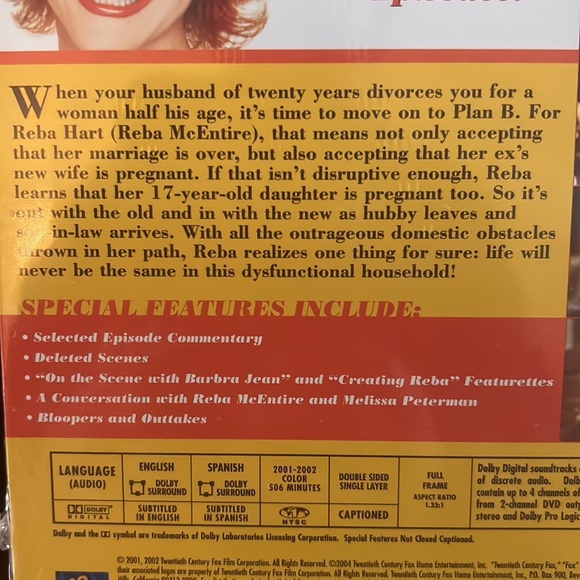 Episodes!
When your husband of twenty years divorces you for a
woman half his age, it's time to move on to Plan B. For
Reba Hart (Reba McEntire), that means not only accepting
that her marriage is over, but also accepting that her ex's
new wife is pregnant. If that isn't disruptive enough, Reba
learns that her 17-year-old daughter is pregnant too. So it's
out with the old and in with the new as hubby leaves and
son-in-law arrives. With all the outrageous domestic obstacles
thrown in her path, Reba realizes one thing for sure: life will
never be the same in this dysfunctional household!
SPECIAL FEATURES INCLUDE:
• Selected Episode Commentary
• Deleted Scenes
• "On the Scene with Barbra Jean" and "Creating Reba" Featurettes
• A Conversation with Reba McEntire and Melissa Peterman
• Bloopers and Outtakes
LANGUAGE
(AUDIO)
DOLBY
DIGITAL
ENGLISH
DOLBY
SURROUND
SUBTITLED
IN ENGLISH
SPANISH
DOLBY
SURROUND
SUBTITLED
IN SPANISH
2001-2002
COLOR
506 MINUTES
NTSC
DOUBLE SIDED
SINGLE LAYER
CAPTIONED
FULL
FRAME
ASPECT RATIO
1.33:1
Dolby Digital soundtracks
of discrete audio. Dolb
contain up to 4 channels of
from 2-channel DVD out
stereo and Dolby Pro Logic
Dolby and the DD symbol are trademarks of Dolby Laboratories Licensing Corporation. Special Features Not Closed Captioned.
© 2001, 2002 Twentieth Century Fox Film Corporation. All Rights Reserved. ©2004 Twentieth Century Fox Home Entertainment, Inc. "Twentieth Century Fox," "Fox"
their associated logos are property of Twentieth Century Fox Film Corporation. All Rights Reserved. Twentieth Century Fox Home Entertainment, Inc., P.O. Box 900,